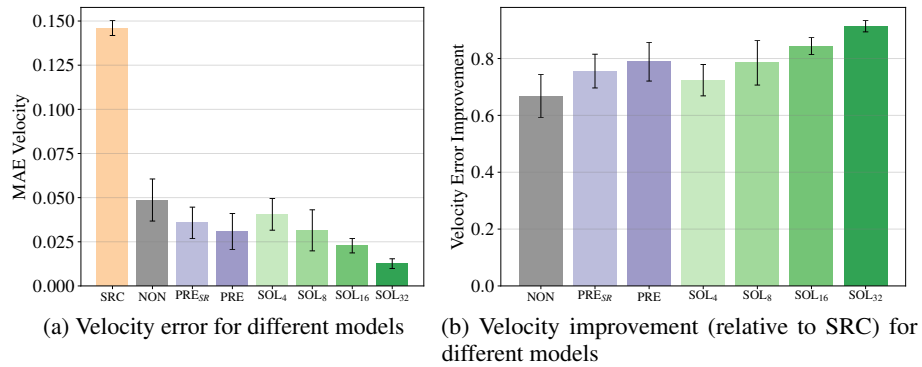 MAE Velocity
0.150
0.125
0.100
0.075
0.050
0.025
0.000
SRC NON PRE_SR PRE SOL_4 SOL_8 SOL_16 SOL_32
(a) Velocity error for different models
Velocity Error Improvement
0.8
0.6
0.4
0.2
0.0
NON PRE_SR PRE SOL_4 SOL_8 SOL_16 SOL_32
(b) Velocity improvement (relative to SRC) for
different models